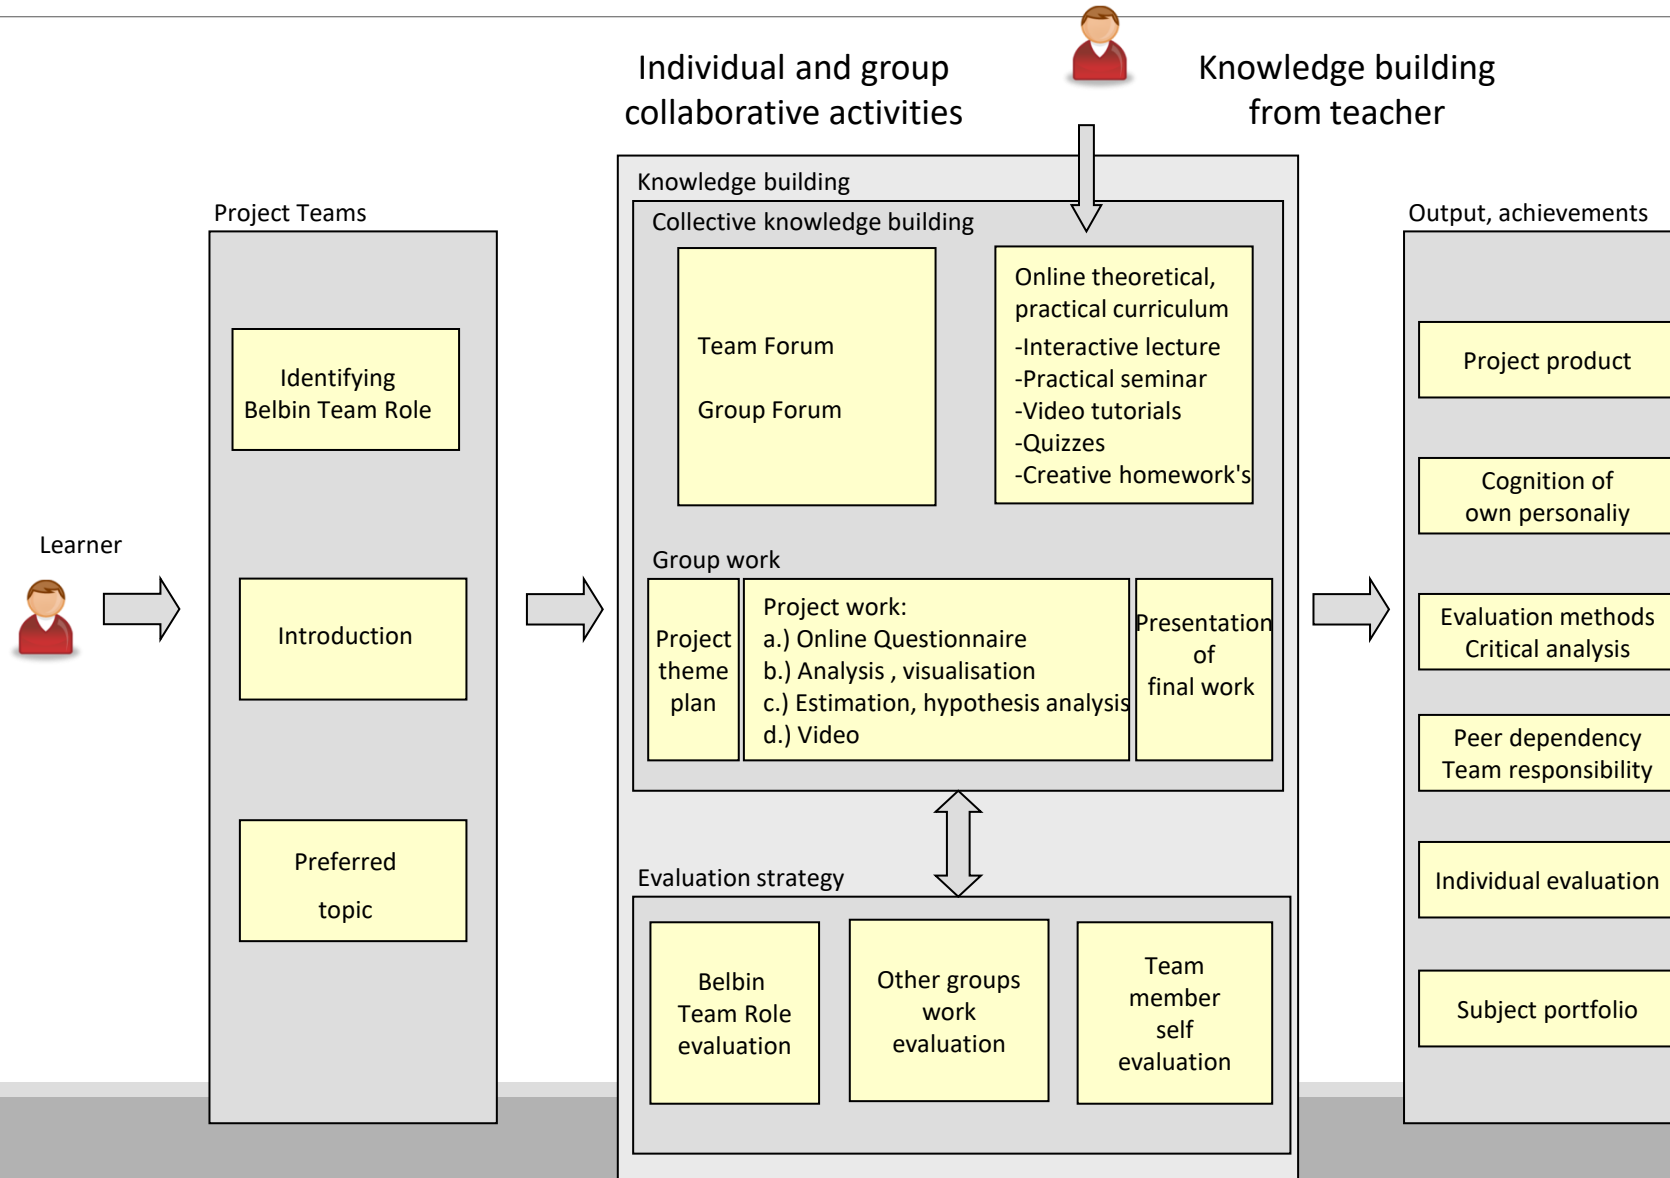 Individual and group
collaborative activities
Knowledge building
from teacher
Learner
Project Teams
Identifying
Belbin Team Role
Introduction
Preferred
topic
Knowledge building
Collective knowledge building
Team Forum
Group Forum
Online theoretical,
practical curriculum
-Interactive lecture
-Practical seminar
-Video tutorials
-Quizzes
-Creative homework's
Group work
Project
theme
plan
Project work:
a.) Online Questionnaire
b.) Analysis , visualisation
c.) Estimation, hypothesis analysis
d.) Video
Presentation
of
final work
Evaluation strategy
Belbin
Team Role
evaluation
Other groups
work
evaluation
Team
member
self
evaluation
Output, achievements
Project product
Cognition of
own personaliy
Evaluation methods
Critical analysis
Peer dependency
Team responsibility
Individual evaluation
Subject portfolio